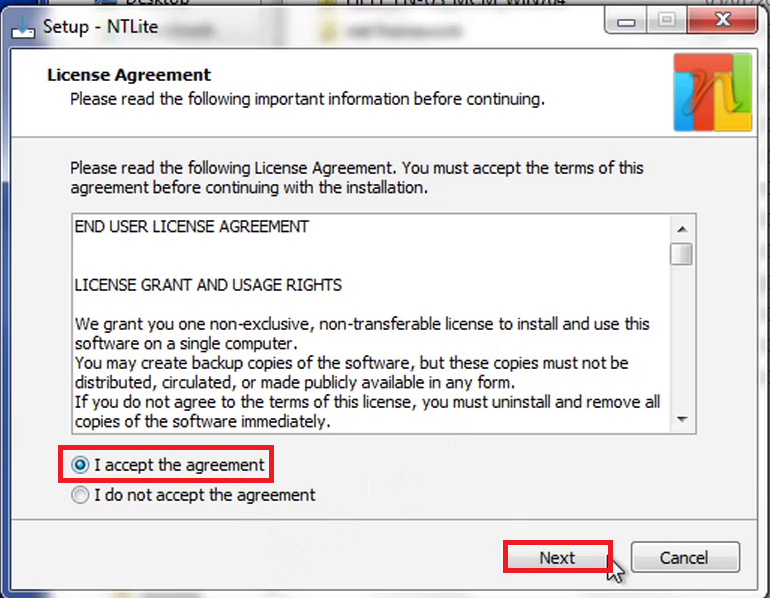 Desktop
Setup - NTLite
License Agreement
Please read the following important information before continuing.
Please read the following License Agreement. You must accept the terms of this
agreement before continuing with the installation.
END USER LICENSE AGREEMENT
LICENSE GRANT AND USAGE RIGHTS
We grant you one non-exclusive, non-transferable license to install and use this
software on a single computer.
You may create backup copies of the software, but these copies must not be
distributed, circulated, or made publicly available in any form.
If you do not agree to the terms of this license, you must uninstall and remove all
copies of the software immediately.
I accept the agreement
I do not accept the agreement
Next
Cancel